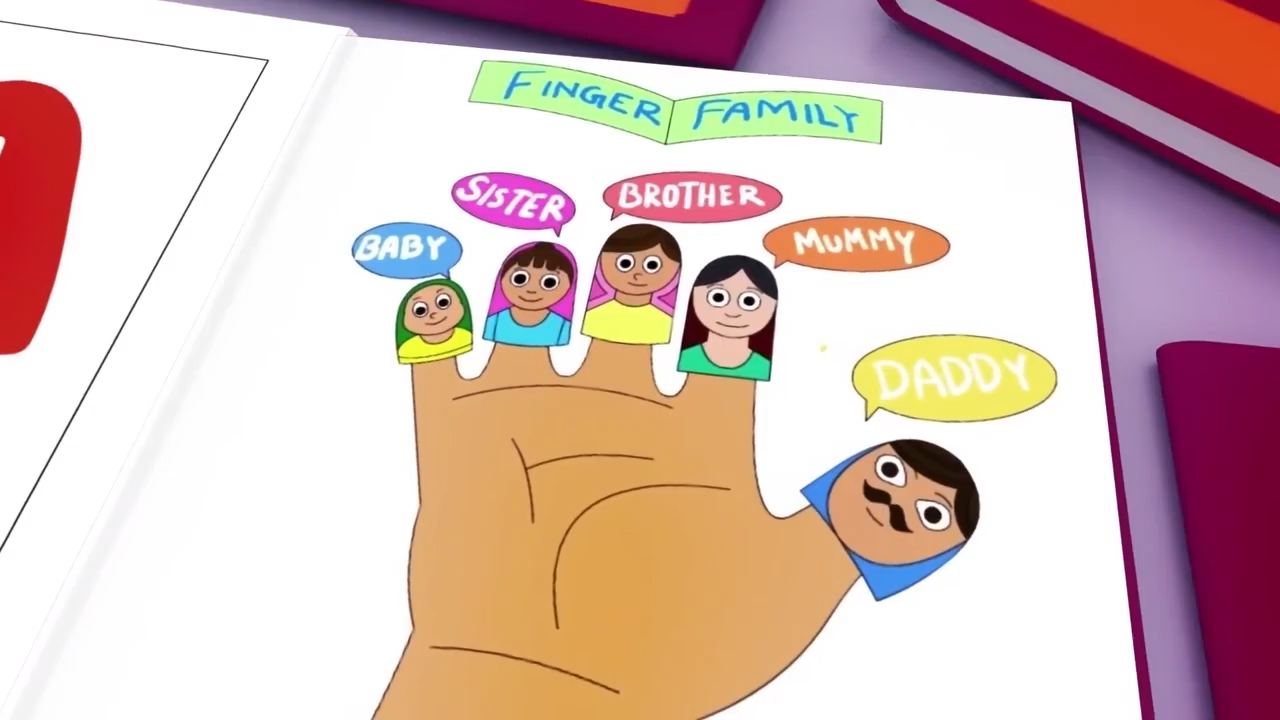 FINGER FAMILY
SISTER
BROTHER
BABY
MUMMY
DADDY